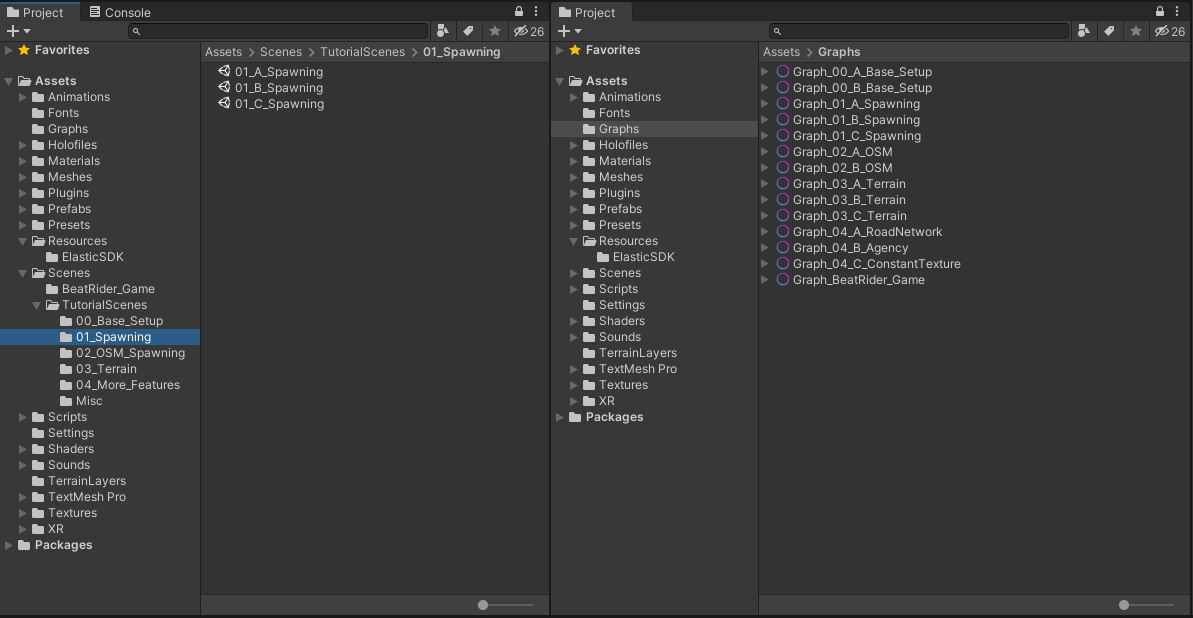 Project
Console
26
Favorites
Assets
Animations
Fonts
Graphs
Holofiles
Materials
Meshes
Plugins
Prefabs
Presets
Resources
ElasticSDK
Scenes
BeatRider_Game
TutorialScenes
00_Base_Setup
01_Spawning
02_OSM_Spawning
03_Terrain
04_More_Features
Misc
Scripts
Settings
Shaders
Sounds
TerrainLayers
TextMesh Pro
Textures
XR
Packages
Assets > Scenes > TutorialScenes > 01_Spawning
01_A_Spawning
01_B_Spawning
01_C_Spawning
Project
26
Favorites
Assets
Animations
Fonts
Graphs
Holofiles
Materials
Meshes
Plugins
Prefabs
Presets
Resources
ElasticSDK
Scenes
Scripts
Settings
Shaders
Sounds
TerrainLayers
TextMesh Pro
Textures
XR
Packages
Assets > Graphs
Graph_00_A_Base_Setup
Graph_00_B_Base_Setup
Graph_01_A_Spawning
Graph_01_B_Spawning
Graph_01_C_Spawning
Graph_02_A_OSM
Graph_02_B_OSM
Graph_03_A_Terrain
Graph_03_B_Terrain
Graph_03_C_Terrain
Graph_04_A_RoadNetwork
Graph_04_B_Agency
Graph_04_C_ConstantTexture
Graph_BeatRider_Game